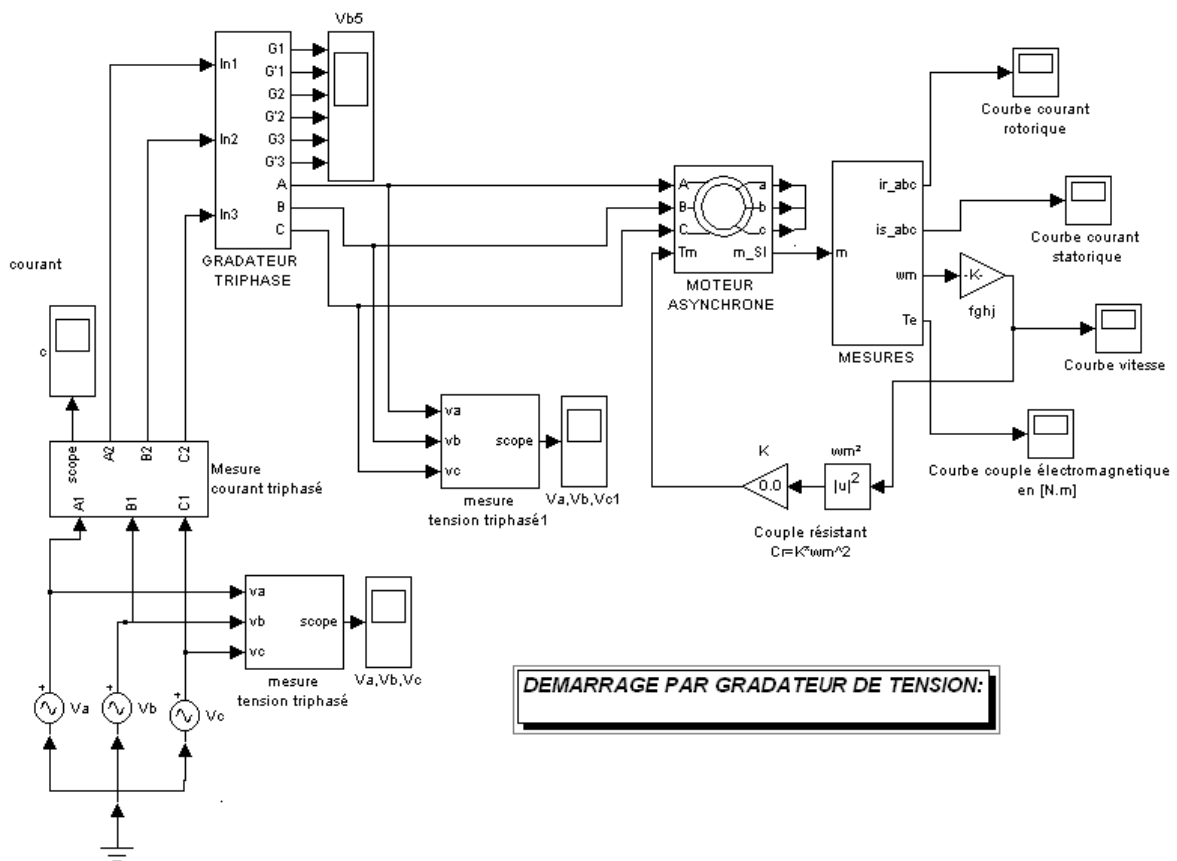 Vb5
G1
G'1
In1
G2
G'2
In2
G3
G'3
A
B
In3
C
GRADATEUR
TRIPHASE
Courbe courant
rotorique
A
B
C
Tm
a
b
c
m_SI
MOTEUR
ASYNCHRONE
m
ir_abc
is_abc
wm
Te
MESURES
-K-
fghj
Courbe courant
statorique
Courbe vitesse
courant
c
scope
A2
B2
C2
A1
B1
C1
Mesure
courant triphasé
va
vb
vc
scope
mesure
tension triphasé1
Va,Vb,Vc1
K
0.0
wm²
|u|2
Couple résistant
Cr=K*wm^2
Courbe couple électromagnetique
en [N.m]
va
vb
vc
scope
mesure
tension triphasé
Va,Vb,Vc
+
Va
+
Vb
+
Vc
DEMARRAGE PAR GRADATEUR DE TENSION: